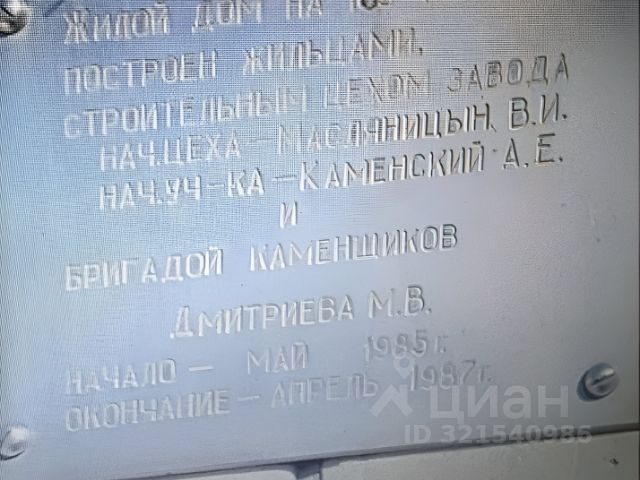 ЖИЛОЙ ДОМ НА
ПОСТРОЕН ЖИЛЬЦАМИ,
СТРОИТЕЛЬНЫМ ЦЕХОМ ЗАВОДА
НАЧ.ЦЕХА — МАСЛЯНИЦЫН В.И.
НАЧ.УЧ-КА — КАМЕНСКИЙ А.Е.
И
БРИГАДОЙ КАМЕНЩИКОВ
ДМИТРИЕВА М.В.
НАЧАЛО — МАЙ 1985 г.
ОКОНЧАНИЕ — АПРЕЛЬ 1987 г.
циан
ID 321540986